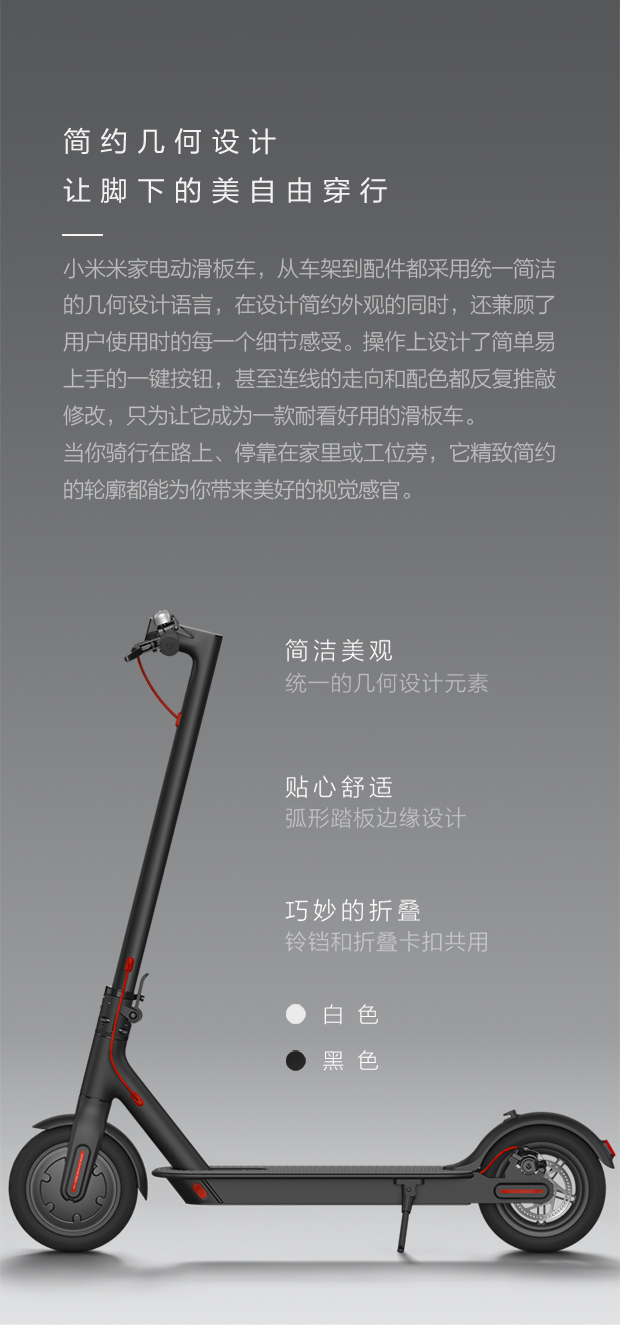 简约几何设计
让脚下的美自由穿行
小米米家电动滑板车，从车架到配件都采用统一简洁
的几何设计语言，在设计简约外观的同时，还兼顾了
用户使用时的每一个细节感受。操作上设计了简单易
上手的一键按钮，甚至连线的走向和配色都反复推敲
修改，只为让它成为一款耐看好用的滑板车。
当你骑行在路上、停靠在家里或工位旁，它精致简约
的轮廓都能为你带来美好的视觉感官。
简洁美观
统一的几何设计元素
贴心舒适
弧形踏板边缘设计
巧妙的折叠
铃铛和折叠卡扣共用
白色
黑色